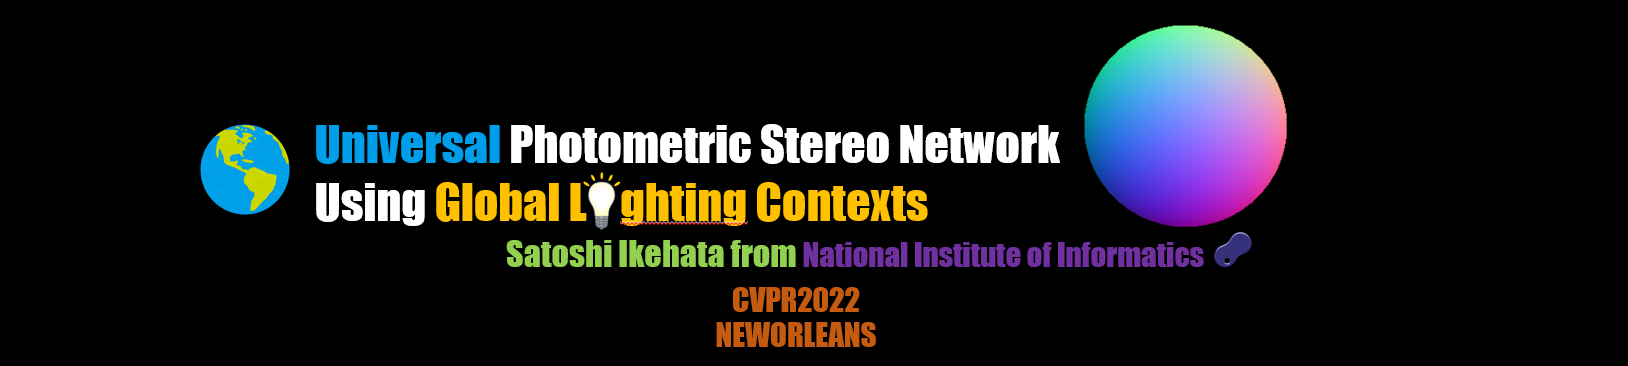 Universal Photometric Stereo Network
Using Global Lighting Contexts
Satoshi Ikehata from National Institute of Informatics
CVPR2022
NEWORLEANS